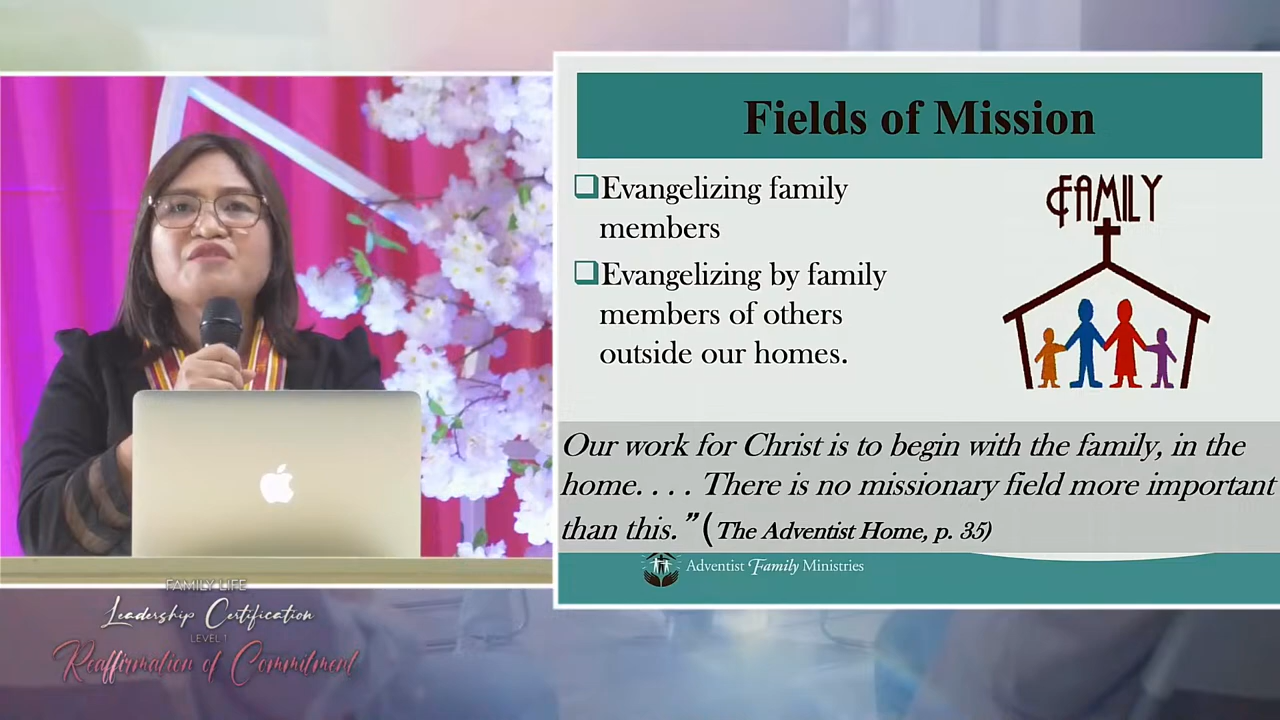 Fields of Mission
❑Evangelizing family
members
❑Evangelizing by family
members of others
outside our homes.
FAMILY
Our work for Christ is to begin with the family, in the
home. . . . There is no missionary field more important
than this.” (The Adventist Home, p. 35)
Adventist Family Ministries
FAMILY LIFE
Leadership Certification
LEVEL 1
Reaffirmation of Commitment